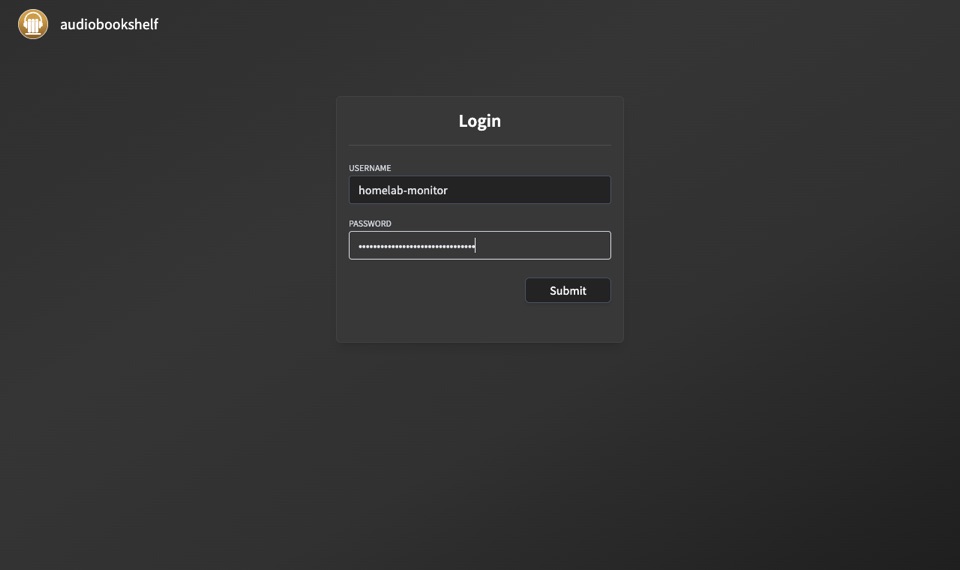 audiobookshelf
Login
USERNAME
homelab-monitor
PASSWORD
Submit